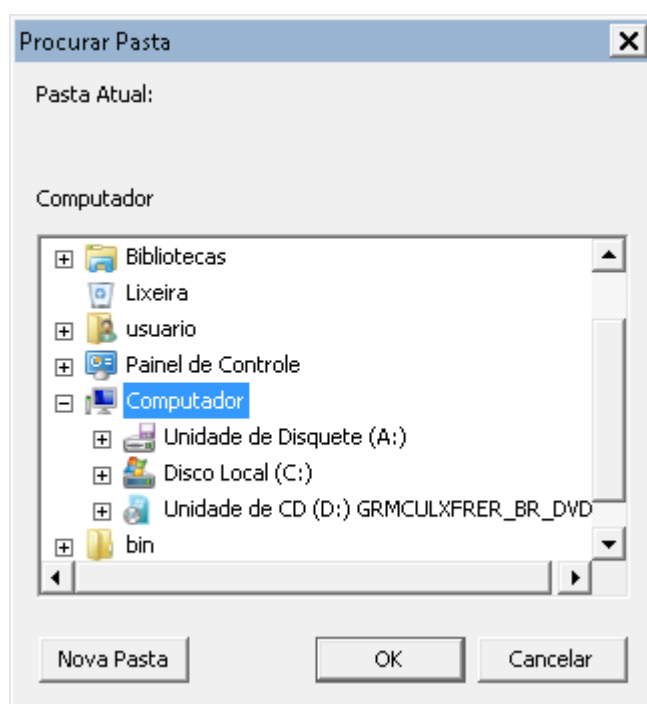 Procurar Pasta
Pasta Atual:
Computador
Bibliotecas
Lixeira
usuario
Painel de Controle
Computador
Unidade de Disquete (A:)
Disco Local (C:)
Unidade de CD (D:) GRMCULXFRER_BR_DVD
bin
Nova Pasta OK Cancelar